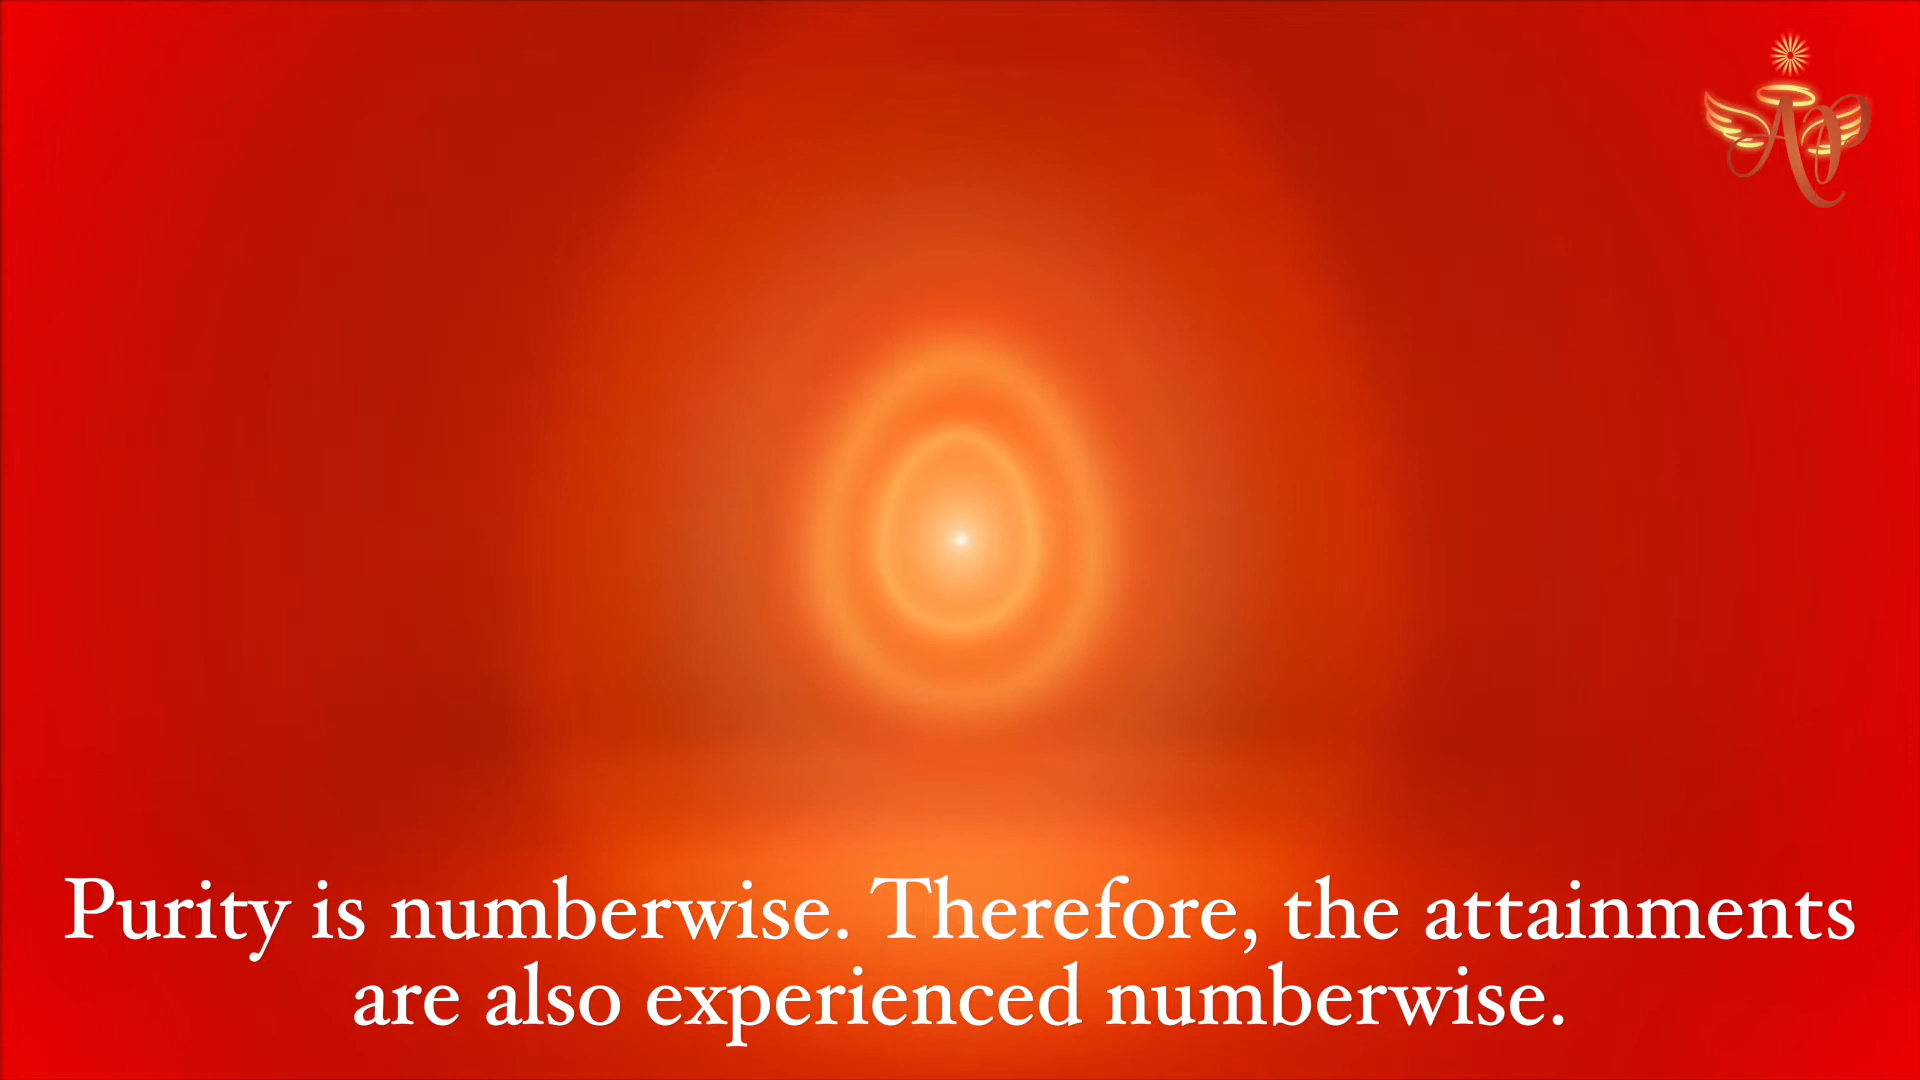 Purity is numberwise. Therefore, the attainments
are also experienced numberwise.